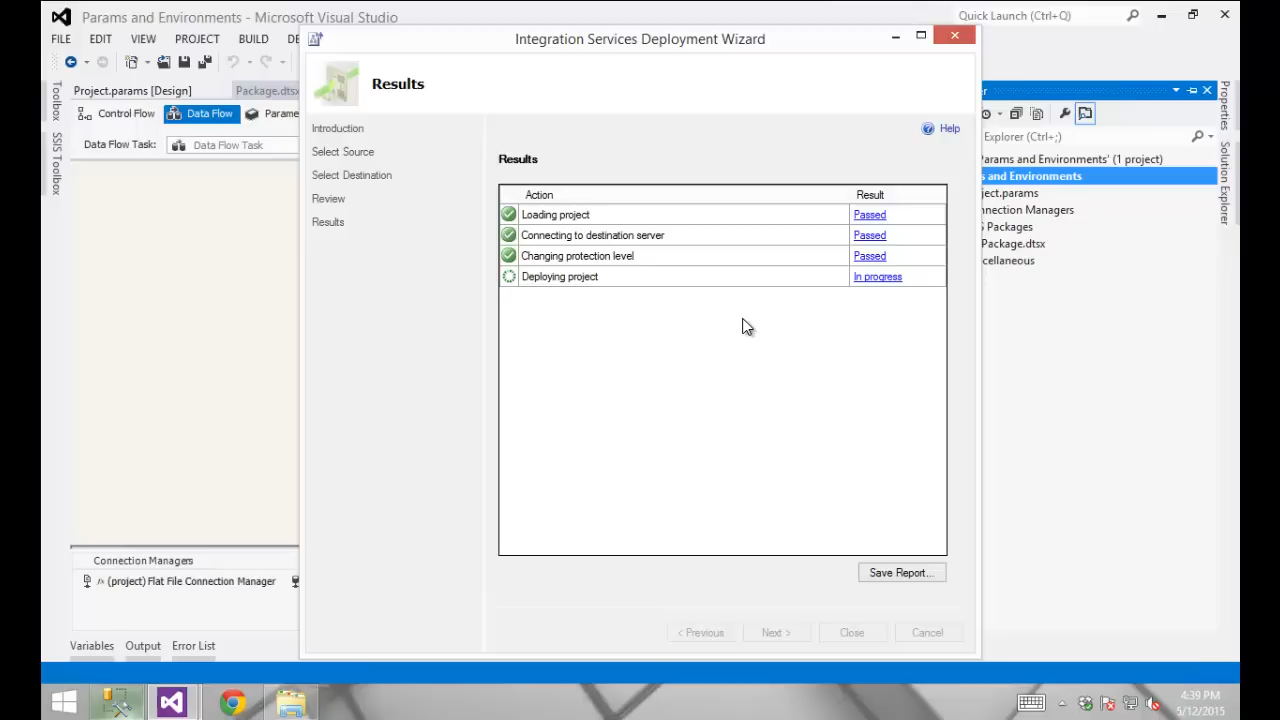 Params and Environments - Microsoft Visual Studio
Quick Launch (Ctrl+Q)
FILE EDIT VIEW PROJECT BUILD DE
Integration Services Deployment Wizard
Project.params [Design] Package.dtsx
Control Flow Data Flow Parame
Data Flow Task: Data Flow Task
Toolbox
SSIS Toolbox
Results
Help
Introduction
Select Source
Select Destination
Review
Results
Results
Action Result
Loading project Passed
Connecting to destination server Passed
Changing protection level Passed
Deploying project In progress
Save Report...
< Previous Next > Close Cancel
er
Explorer (Ctrl+;)
Params and Environments' (1 project)
s and Environments
ject.params
nnection Managers
S Packages
Package.dtsx
cellaneous
Properties
Solution Explorer
Connection Managers
fx (project) Flat File Connection Manager
Variables Output Error List
4:39 PM
5/12/2015